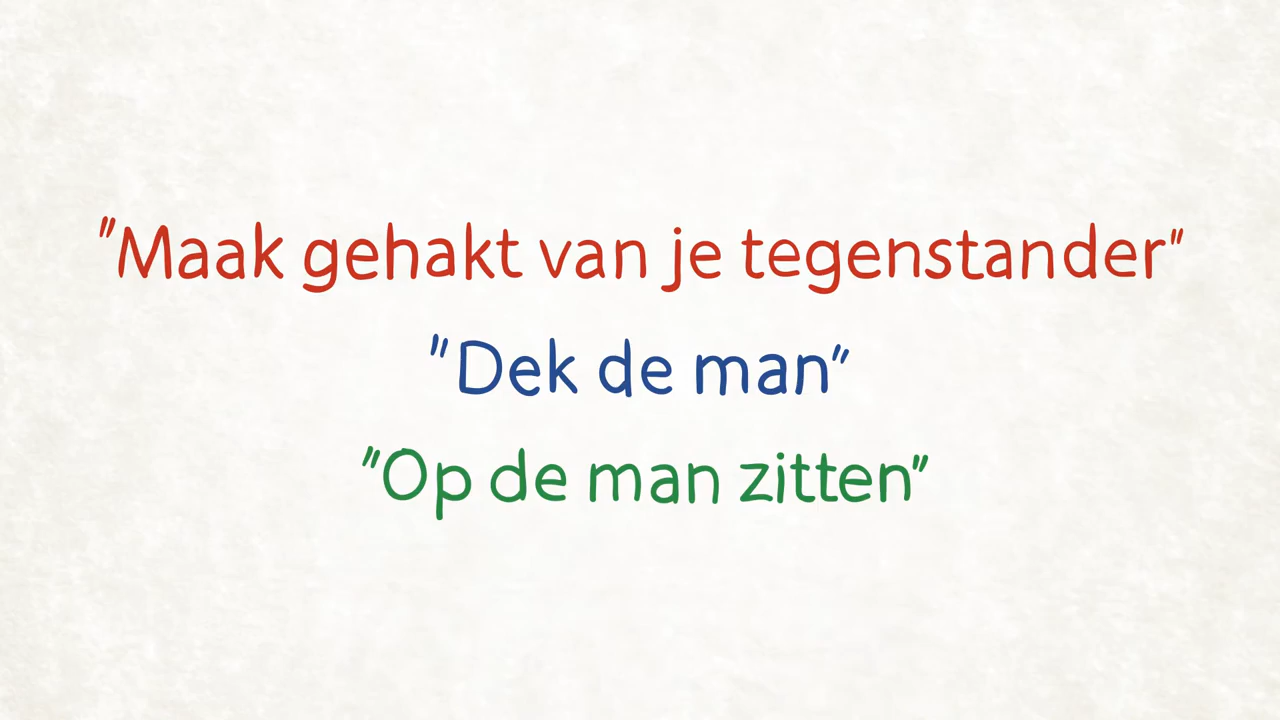 "Maak gehakt van je tegenstander"
"Dek de man"
"Op de man zitten"